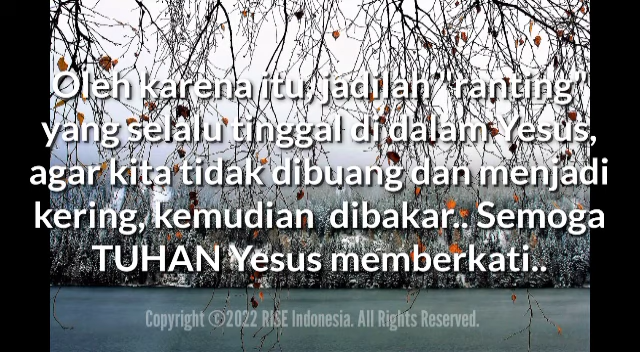 Oleh karena itu, jadilah "ranting"
yang selalu tinggal di dalam Yesus,
agar kita tidak dibuang dan menjadi
kering, kemudian dibakar.. Semoga
TUHAN Yesus memberkati..
Copyright ©2022 RISE Indonesia. All Rights Reserved.